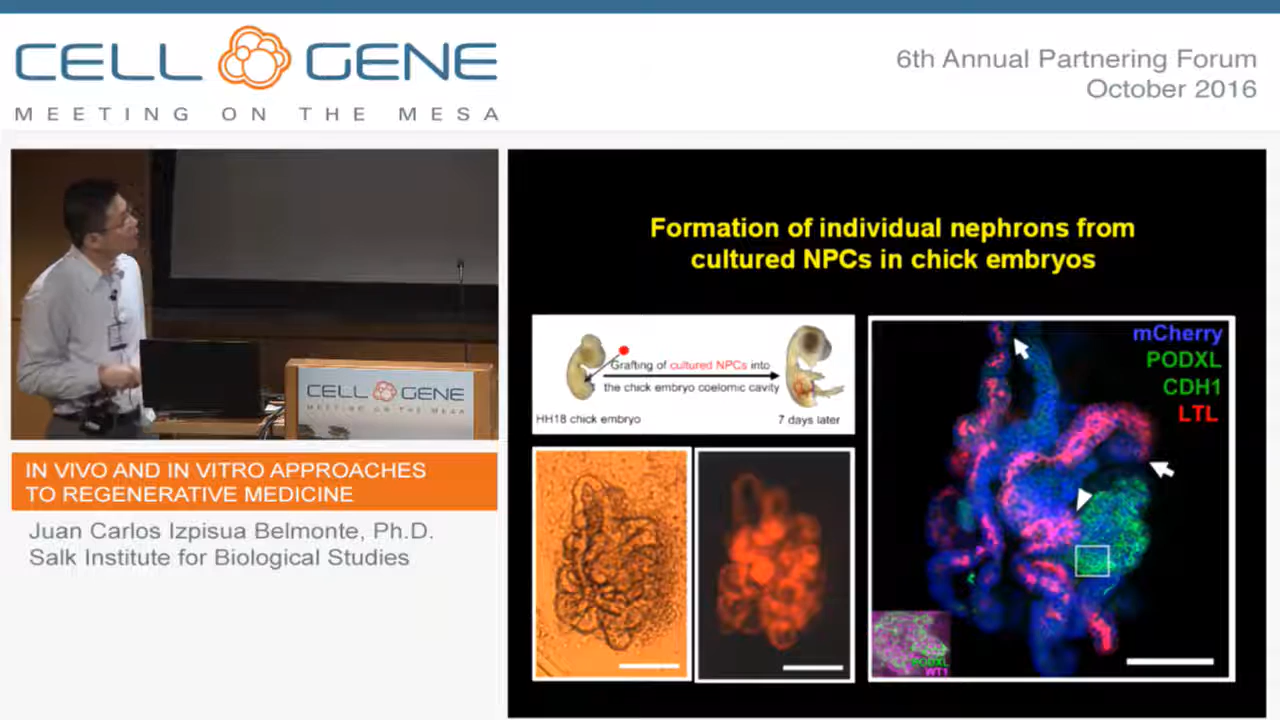 CELL GENE
MEETING ON THE MESA
6th Annual Partnering Forum
October 2016
CELL GENE
MEETING ON THE MESA
IN VIVO AND IN VITRO APPROACHES
TO REGENERATIVE MEDICINE
Juan Carlos Izpisua Belmonte, Ph.D.
Salk Institute for Biological Studies
Formation of individual nephrons from
cultured NPCs in chick embryos
Grafting of cultured NPCs into
the chick embryo coelomic cavity
HH18 chick embryo
7 days later
mCherry
PODXL
CDH1
LTL
PODXL
WT1